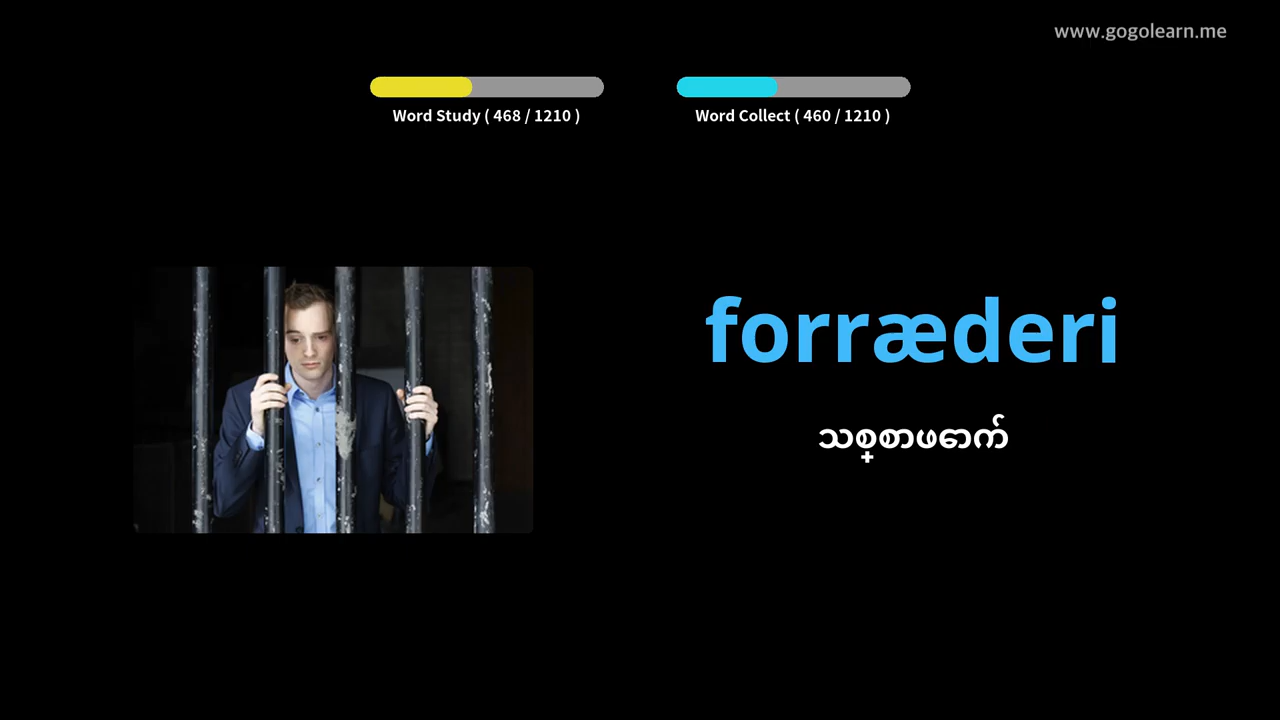 www.gogolearn.me
Word Study ( 468 / 1210 )
Word Collect ( 460 / 1210 )
forræderi
သစ္စာဖောက်